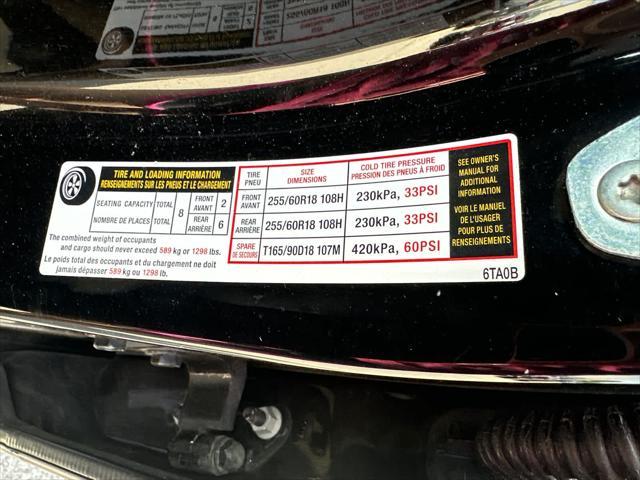 TIRE AND LOADING INFORMATION
RENSEIGNEMENTS SUR LES PNEUS ET LE CHARGEMENT
SEATING CAPACITY TOTAL 8 FRONT AVANT 2
NOMBRE DE PLACES TOTAL REAR ARRIÈRE 6
The combined weight of occupants
and cargo should never exceed 589 kg or 1298 lbs.
Le poids total des occupants et du chargement ne doit
jamais dépasser 589 kg ou 1298 lb.
TIRE PNEU SIZE DIMENSIONS COLD TIRE PRESSURE PRESSION DES PNEUS À FROID
FRONT AVANT 255/60R18 108H 230kPa, 33PSI
REAR ARRIÈRE 255/60R18 108H 230kPa, 33PSI
SPARE DE SECOURS T165/90D18 107M 420kPa, 60PSI
SEE OWNER'S
MANUAL FOR
ADDITIONAL
INFORMATION
VOIR LE MANUEL
DE L'USAGER
POUR PLUS DE
RENSEIGNEMENTS
6TA0B